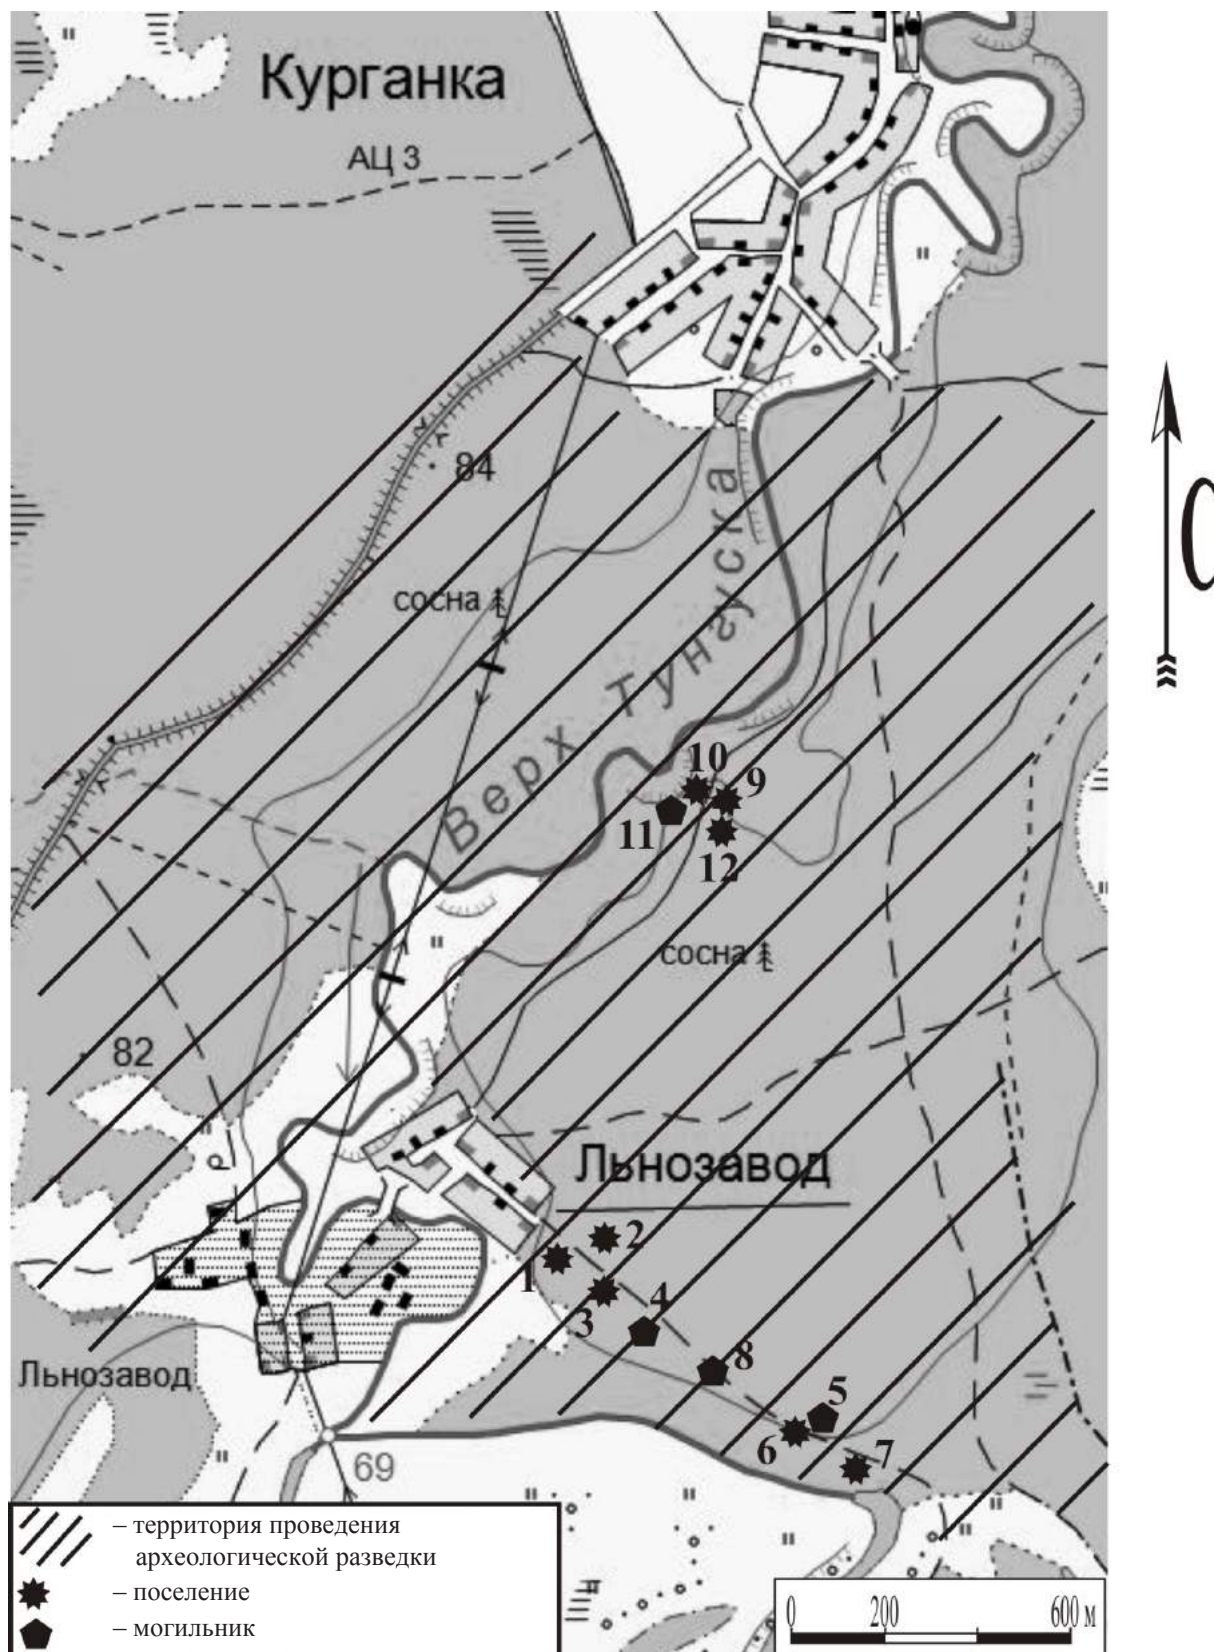 Курганка
АЦ 3
84
сосна
Верх Тунгуска
10
9
11
12
сосна
82
Льнозавод
2
1
3
4
8
5
6
7
Льнозавод
69
С
– территория проведения
археологической разведки
– поселение
– могильник
0 200 600 м